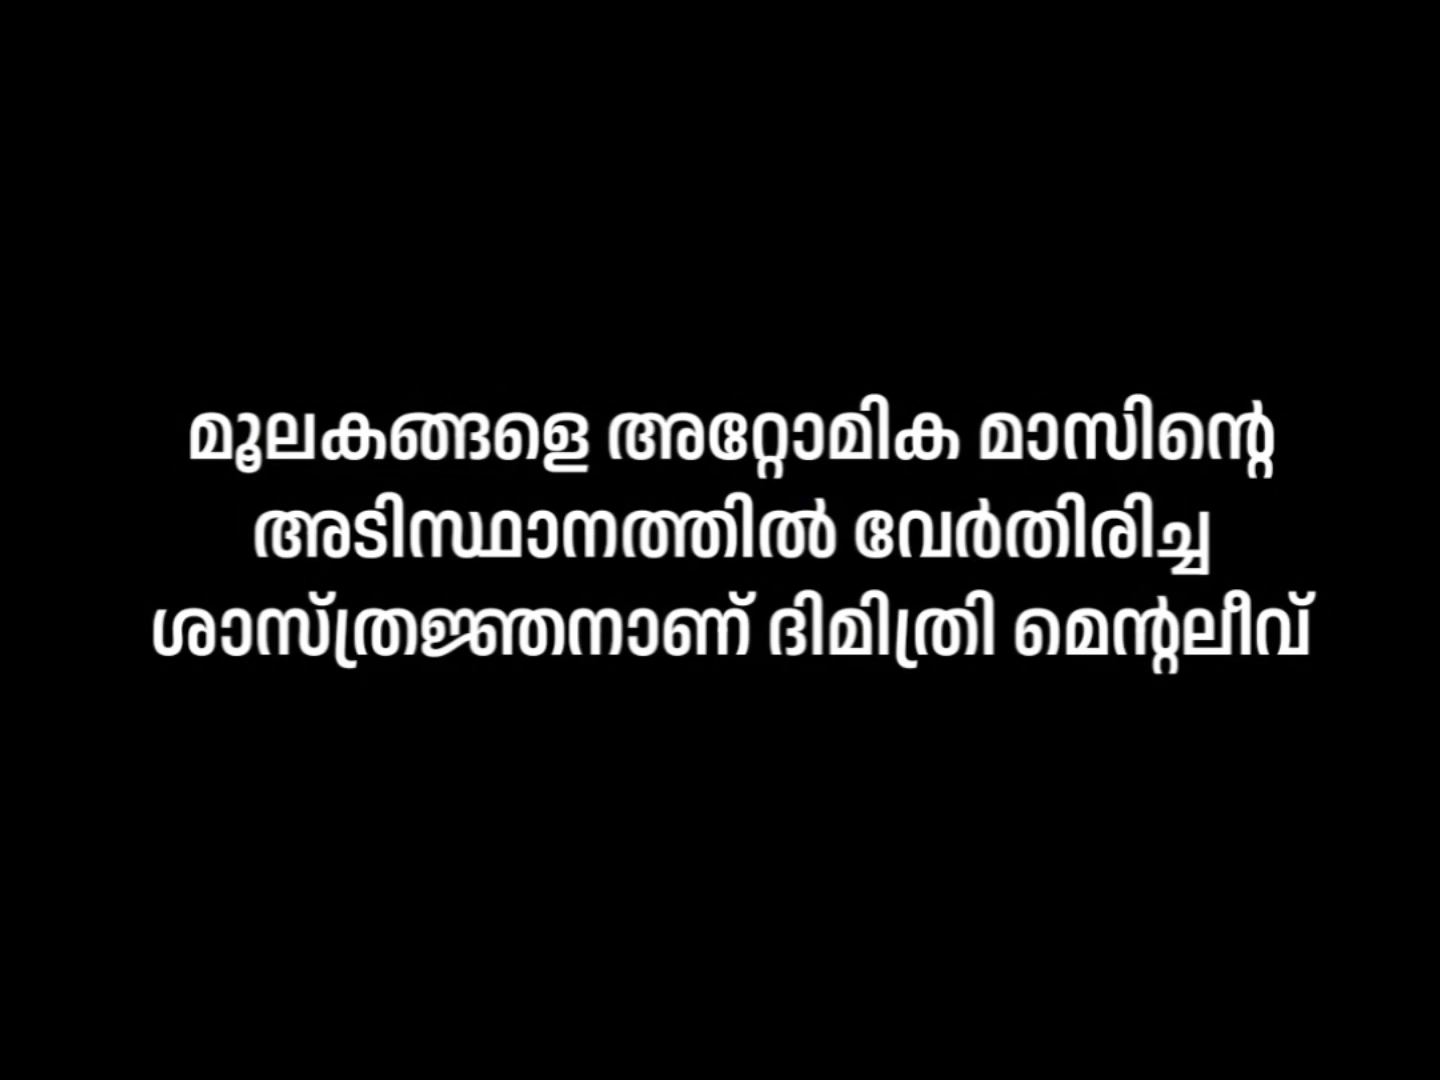 മൂലകങ്ങളെ അറ്റോമിക മാസിന്റെ
അടിസ്ഥാനത്തിൽ വേർതിരിച്ച
ശാസ്ത്രജ്ഞനാണ് ദിമിത്രി മെന്റലീവ്